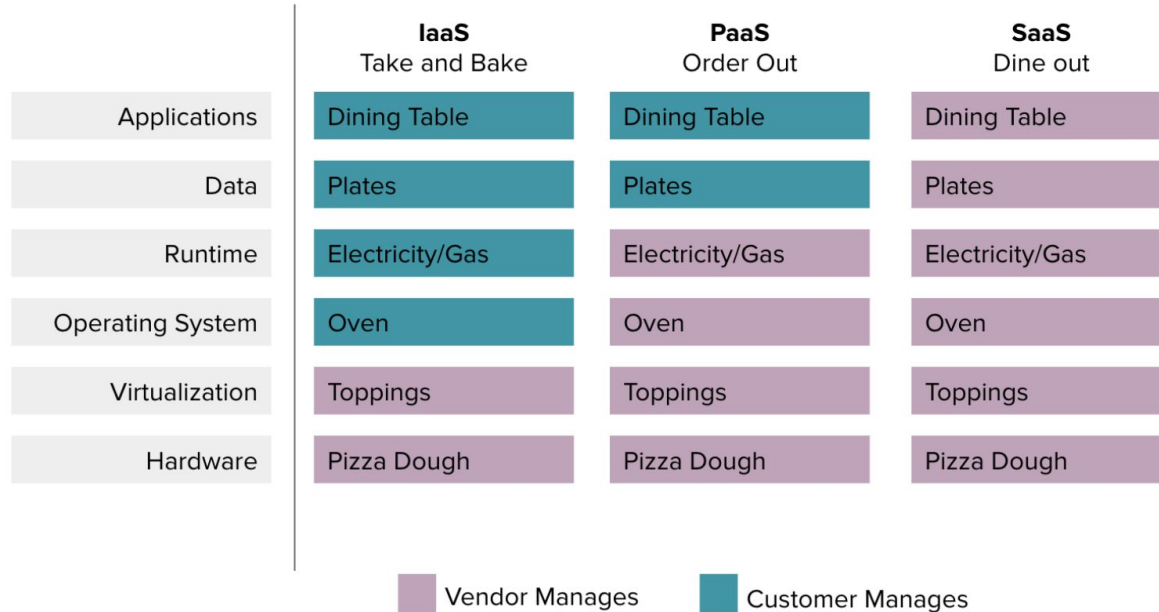 IaaS
Take and Bake
PaaS
Order Out
SaaS
Dine out
Applications
Dining Table
Dining Table
Dining Table
Data
Plates
Plates
Plates
Runtime
Electricity/Gas
Electricity/Gas
Electricity/Gas
Operating System
Oven
Oven
Oven
Virtualization
Toppings
Toppings
Toppings
Hardware
Pizza Dough
Pizza Dough
Pizza Dough
Vendor Manages
Customer Manages